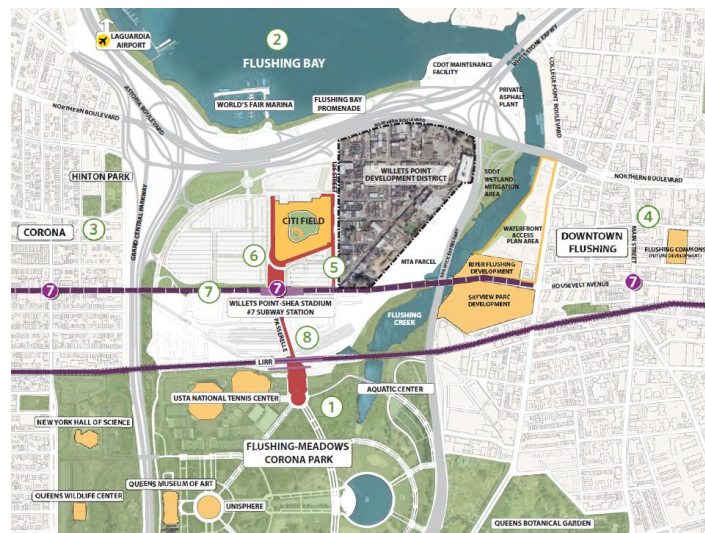 LAGUARDIA
AIRPORT
2
FLUSHING BAY
WHITESTONE EXPWY
CDOT MAINTENANCE
FACILITY
COLLEGE POINT BOULEVARD
ASTORIA BOULEVARD
WORLD'S FAIR MARINA
FLUSHING BAY
PROMENADE
PRIVATE
ASPHALT
PLANT
NORTHERN BOULEVARD
NORTHERN BOULEVARD
WILLETS POINT
DEVELOPMENT DISTRICT
HINTON PARK
WETLAND
MITIGATION
AREA
NORTHERN BOULEVARD
GRAND CENTRAL PARKWAY
CITI FIELD
CORONA
3
WATERFRONT
ACCESS
PLAN AREA
DOWNTOWN
FLUSHING
4
MAIN STREET
FLUSHING COMMONS
(FUTURE DEVELOPMENT)
6
5
MTA PARCEL
RIVER FLUSHING
DEVELOPMENT
7
7
7
7
ROOSEVELT AVENUE
WILLETS POINT-SHEA STADIUM
#7 SUBWAY STATION
SKYVIEW PARC
DEVELOPMENT
FLUSHING
CREEK
PASSERELLE
8
LIRR
USTA NATIONAL TENNIS CENTER
AQUATIC CENTER
1
NEW YORK HALL OF SCIENCE
FLUSHING-MEADOWS
CORONA PARK
QUEENS MUSEUM OF ART
QUEENS WILDLIFE CENTER
UNISPHERE
QUEENS BOTANICAL GARDEN